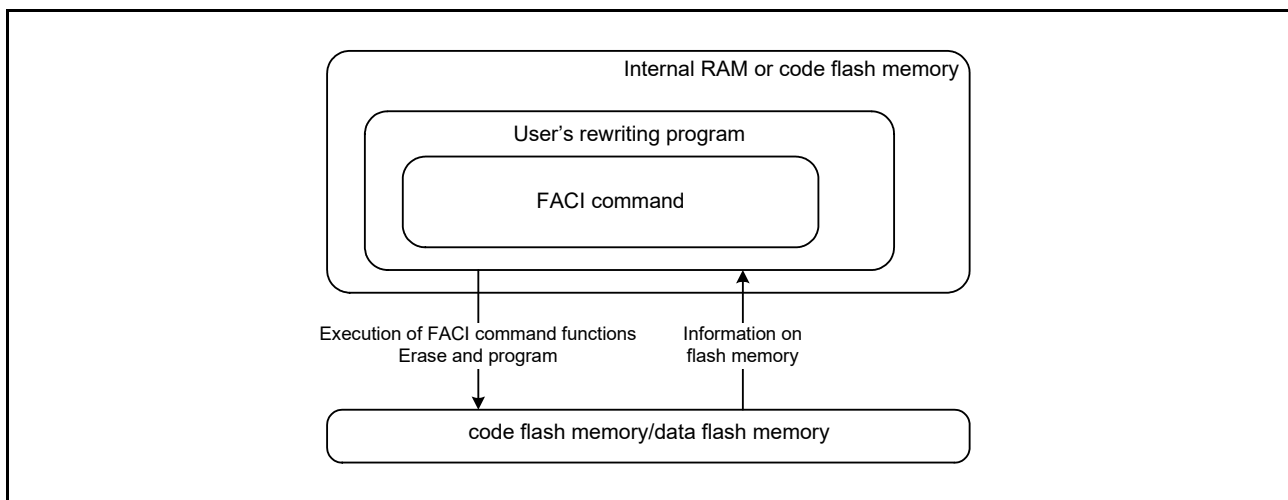 Internal RAM or code flash memory
User’s rewriting program
FACI command
Execution of FACI command functions
Erase and program
Information on
flash memory
code flash memory/data flash memory